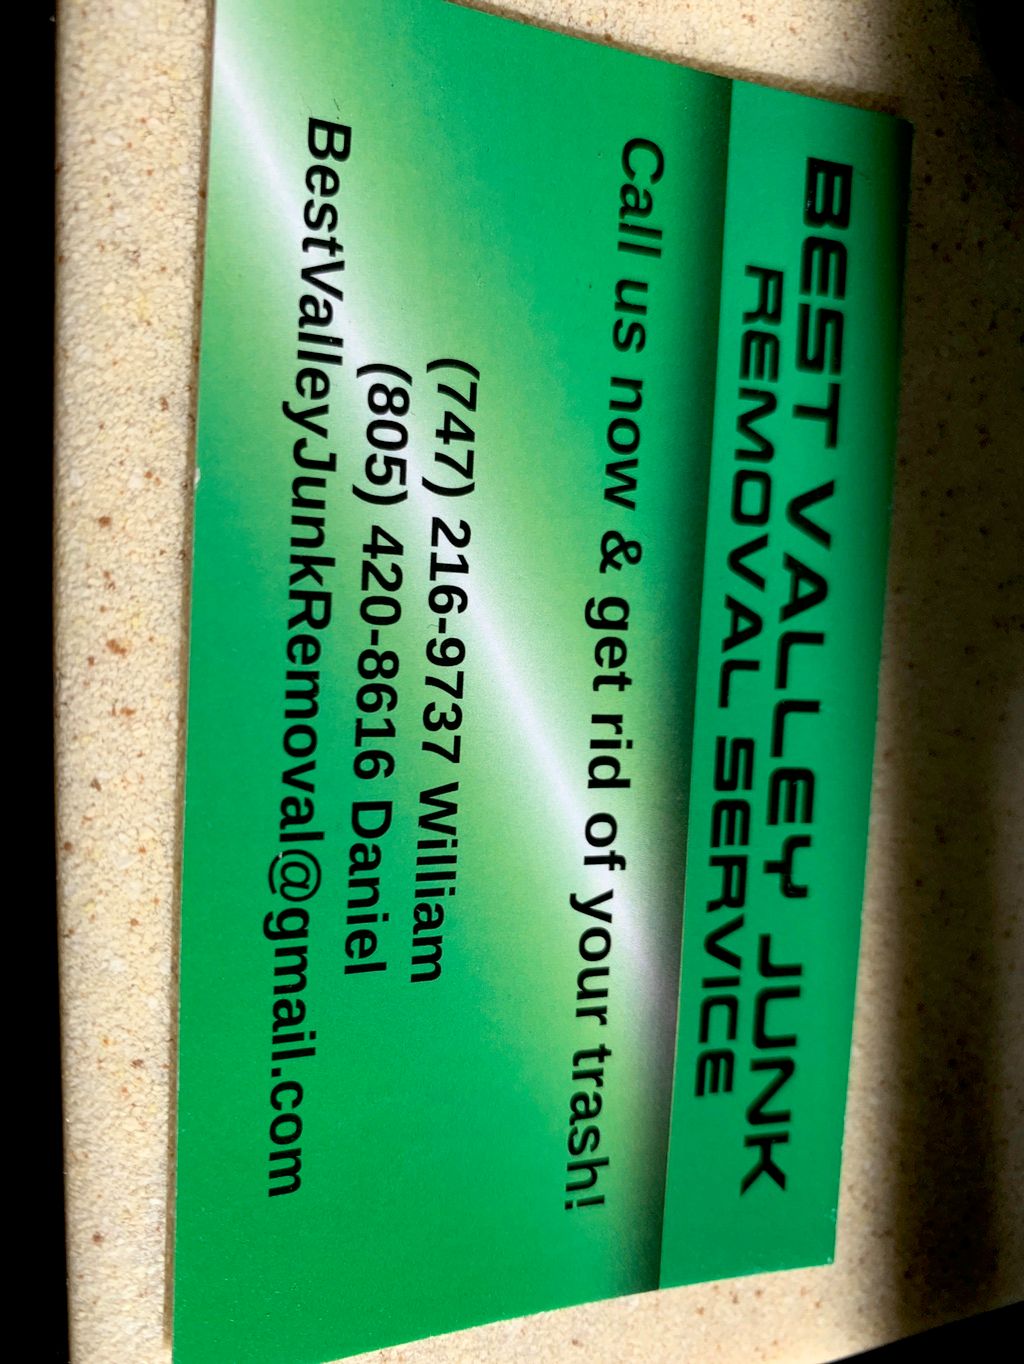 BEST VALLEY JUNK
REMOVAL SERVICE
Call us now & get rid of your trash!
(747) 216-9737 William
(805) 420-8616 Daniel
BestValleyJunkRemoval@gmail.com